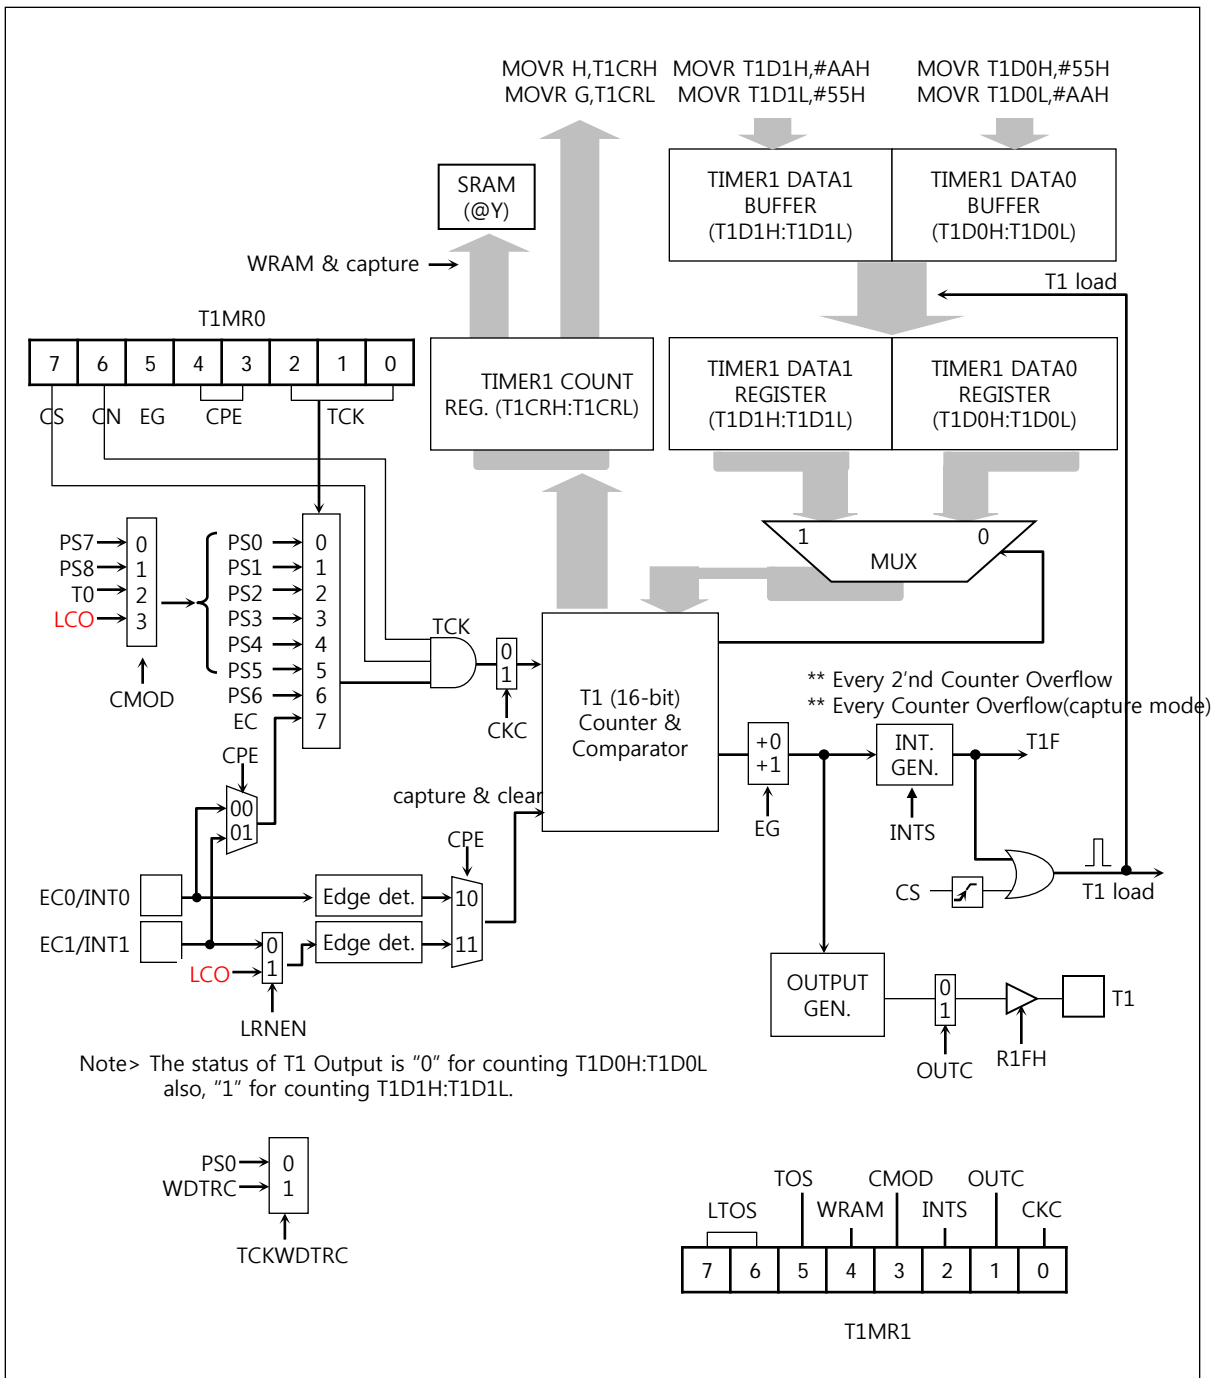 MOVR H,T1CRH
MOVR G,T1CRL
MOVR T1D1H,#AAH
MOVR T1D1L,#55H
MOVR T1D0H,#55H
MOVR T1D0L,#AAH
SRAM
(@Y)
TIMER1 DATA1
BUFFER
(T1D1H:T1D1L)
TIMER1 DATA0
BUFFER
(T1D0H:T1D0L)
WRAM & capture
T1 load
T1MR0
7 6 5 4 3 2 1 0
CS CN EG CPE TCK
TIMER1 COUNT
REG. (T1CRH:T1CRL)
TIMER1 DATA1
REGISTER
(T1D1H:T1D1L)
TIMER1 DATA0
REGISTER
(T1D0H:T1D0L)
1 0
MUX
PS7 0
PS8 1
T0 2
LCO 3
CMOD
PS0 0
PS1 1
PS2 2
PS3 3
PS4 4
PS5 5
PS6 6
EC 7
TCK
0
1
CKC
T1 (16-bit)
Counter &
Comparator
** Every 2'nd Counter Overflow
** Every Counter Overflow(capture mode)
+0
+1
EG
INT.
GEN.
INTS
T1F
CPE
00
01
capture & clear
CPE
EC0/INT0
Edge det.
10
EC1/INT1
0
1
Edge det.
11
LCO
LRNEN
CS
T1 load
OUTPUT
GEN.
0
1
OUTC
R1FH
T1
Note> The status of T1 Output is "0" for counting T1D0H:T1D0L
also, "1" for counting T1D1H:T1D1L.
PS0 0
WDTRC 1
TCKWDTRC
TOS CMOD OUTC
LTOS WRAM INTS CKC
7 6 5 4 3 2 1 0
T1MR1